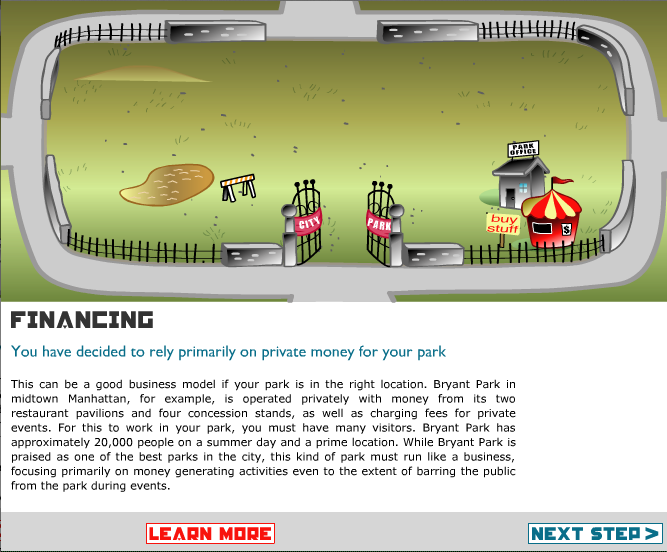 PARK
OFFICE
CITY
PARK
buy
stuff
$
FINANCING
You have decided to rely primarily on private money for your park
This can be a good business model if your park is in the right location. Bryant Park in
midtown Manhattan, for example, is operated privately with money from its two
restaurant pavilions and four concession stands, as well as charging fees for private
events. For this to work in your park, you must have many visitors. Bryant Park has
approximately 20,000 people on a summer day and a prime location. While Bryant Park is
praised as one of the best parks in the city, this kind of park must run like a business,
focusing primarily on money generating activities even to the extent of barring the public
from the park during events.
LEARN MORE
NEXT STEP >